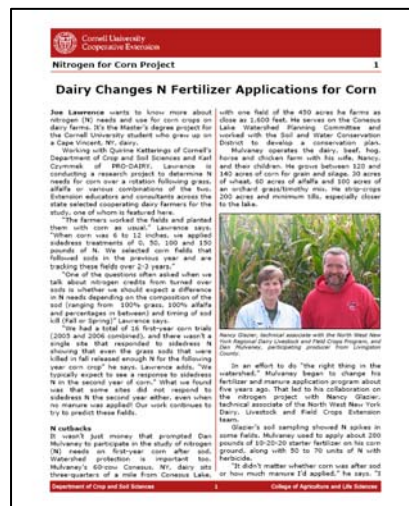 Cornell University
Cooperative Extension
Nitrogen for Corn Project 1
Dairy Changes N Fertilizer Applications for Corn
Joe Lawrence wants to know more about
nitrogen (N) needs and use for corn crops on
dairy farms. It's the Master's degree project for
the Cornell University student who grew up on
a Cape Vincent, NY, dairy.
Working with Quirine Ketterings of Cornell's
Department of Crop and Soil Sciences and Karl
Czymmek of PRO-DAIRY, Lawrence is
conducting a research project to determine N
needs for corn over a rotation following grass,
alfalfa or various combinations of the two.
Extension educators and consultants across the
state selected cooperating dairy farmers for the
study, one of whom is featured here.
"The farmers worked the fields and planted
them with corn as usual," Lawrence says.
"When corn was 6 to 12 inches, we applied
sidedress treatments of 0, 50, 100 and 150
pounds of N. We selected corn fields that
followed sods in the previous year and are
tracking these fields over 2-3 years."
"One of the questions often asked when we
talk about nitrogen credits from turned over
sods is whether we should expect a difference
in N needs depending on the composition of the
sod (ranging from 100% grass, 100% alfalfa
and percentages in between) and timing of sod
kill (Fall or Spring)" Lawrence says.
"We had a total of 16 first-year corn trials
(2005 and 2006 combined), and there wasn't a
single site that responded to sidedress N
showing that even the grass sods that were
killed in fall released enough N for the following
year corn crop" he says. Lawrence adds, "We
typically expect to see a response to sidedress
N in the second year of corn." What we found
was that some sites did not respond to
sidedress N the second year either, even when
no manure was applied! Our work continues to
try to predict these fields.
N cutbacks
It wasn't just money that prompted Dan
Mulvaney to participate in the study of nitrogen
(N) needs on first-year corn after sod.
Watershed protection is important too.
Mulvaney's 60-cow Conesus, NY, dairy sits
three-quarters of a mile from Conesus Lake,
with one field of the 450 acres he farms as
close as 1,600 feet. He serves on the Conesus
Lake Watershed Planning Committee and
worked with the Soil and Water Conservation
District to develop a conservation plan.
Mulvaney operates the dairy, beef, hog,
horse and chicken farm with his wife, Nancy,
and their children. He grows between 120 and
140 acres of corn for grain and silage, 30 acres
of wheat, 60 acres of alfalfa and 100 acres of
an orchard grass/timothy mix. He strip-crops
200 acres and minimum tills, especially closer
to the lake.
Nancy Glazier, technical associate with the North West New
York Regional Dairy Livestock and Field Crops Program, and
Dan Mulvaney, participating producer from Livingston
County.
In an effort to do "the right thing in the
watershed," Mulvaney began to change his
fertilizer and manure application program about
five years ago. That led to his collaboration on
the nitrogen project with Nancy Glazier,
technical associate of the North West New York
Dairy, Livestock and Field Crops Extension
team.
Glazier's soil sampling showed N spikes in
some fields. Mulvaney used to apply about 200
pounds of 10-20-20 starter fertilizer on his corn
ground, along with 50 to 70 units of N with
herbicide.
"It didn't matter whether corn was after sod
or how much manure I'd applied," he says. "I
Department of Crop and Soil Sciences 1 College of Agriculture and Life Sciences